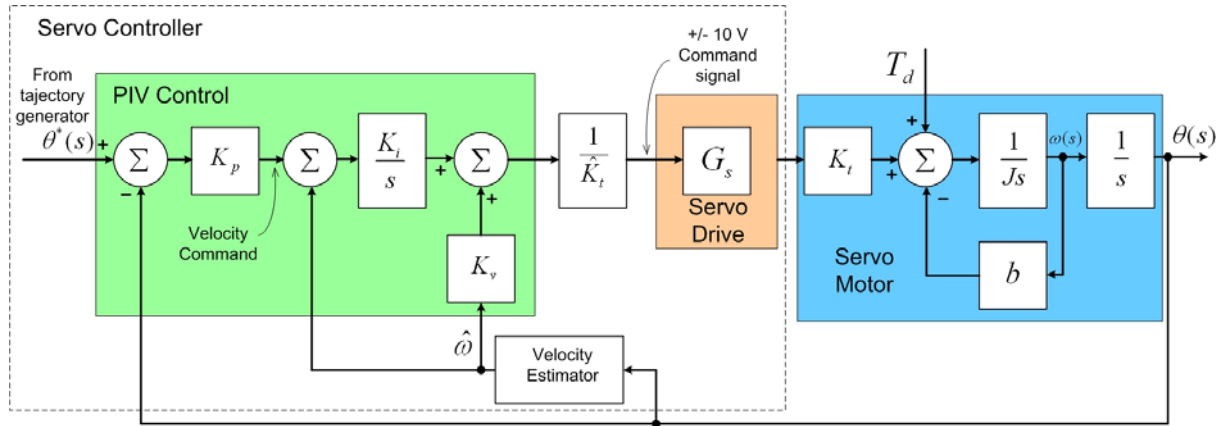 Servo Controller
From
tajectory
generator
θ*(s)
+
−
Σ
PIV Control
K_p
Velocity
Command
Σ
K_i
s
+
Σ
+
K_v
ω̂
Velocity
Estimator
1
K̂_t
+/- 10 V
Command
signal
G_s
Servo
Drive
K_t
T_d
+
+
Σ
−
1
Js
ω(s)
1
s
θ(s)
b
Servo
Motor